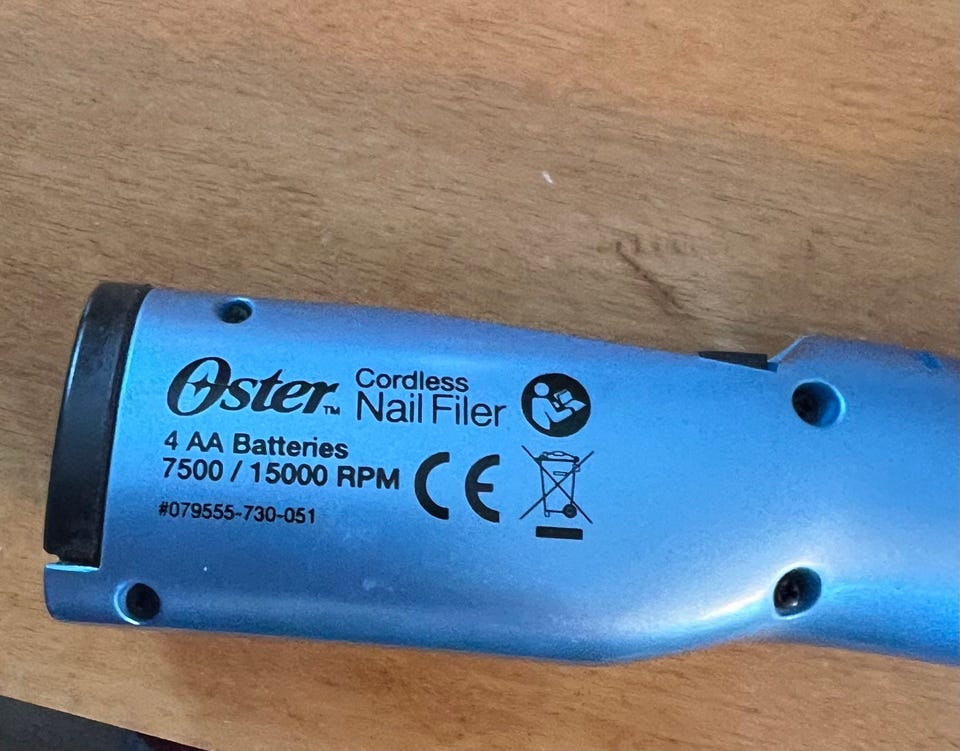 Oster™ Cordless
Nail Filer
4 AA Batteries
7500 / 15000 RPM
CE
#079555-730-051